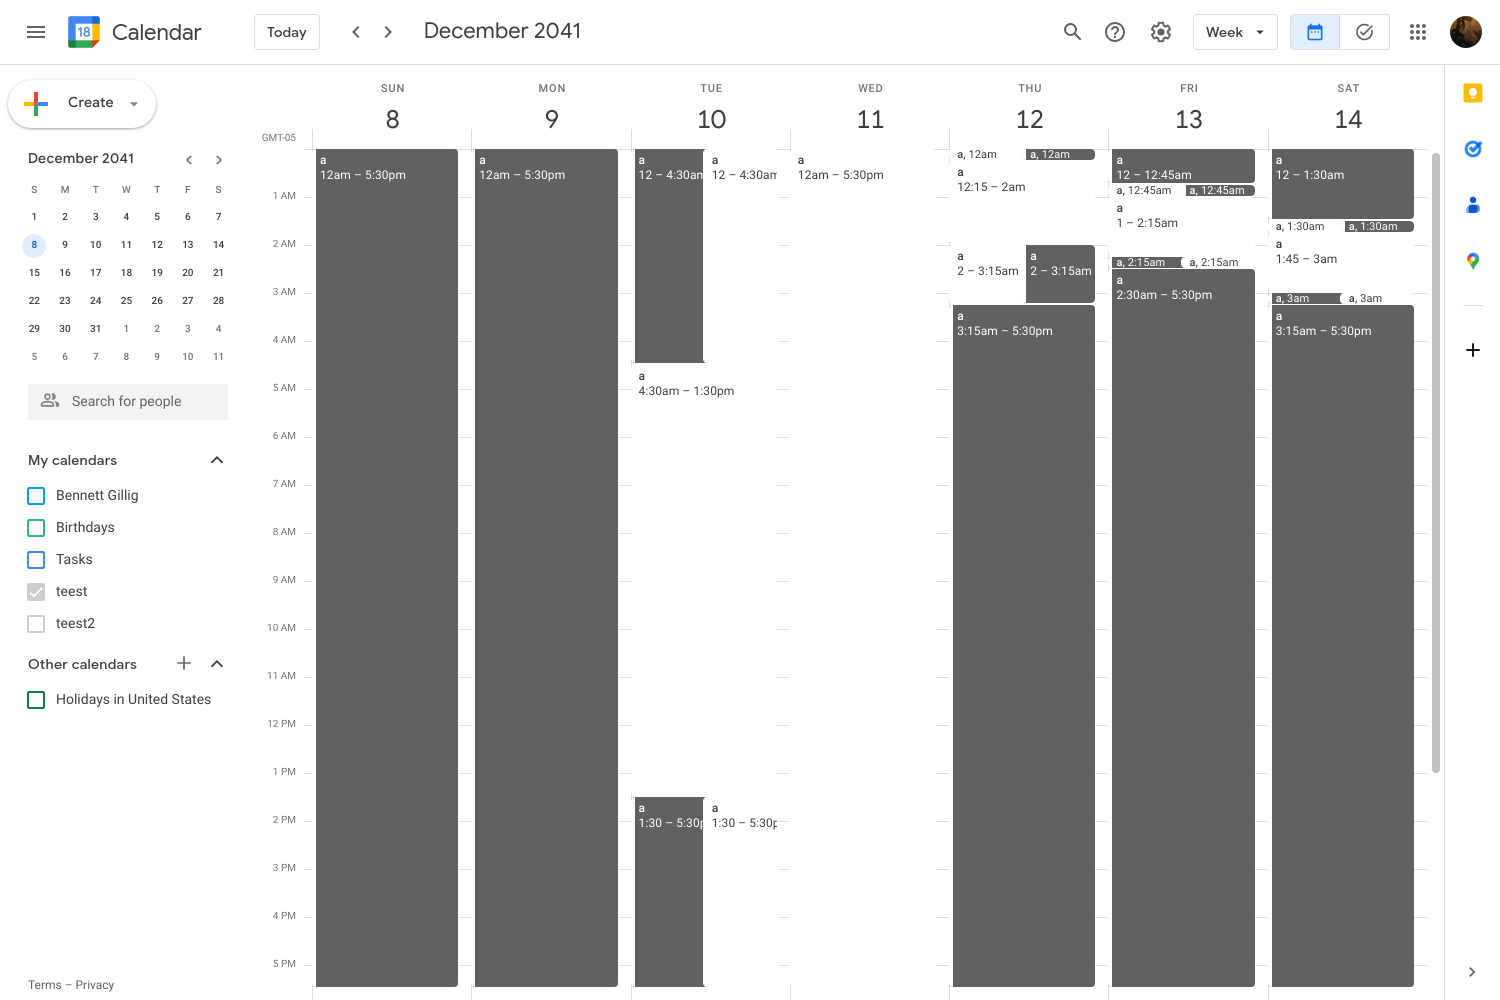 18 Calendar
Today
December 2041
Week
Create
December 2041
S M T W T F S
1 2 3 4 5 6 7
8 9 10 11 12 13 14
15 16 17 18 19 20 21
22 23 24 25 26 27 28
29 30 31 1 2 3 4
5 6 7 8 9 10 11
Search for people
My calendars
Bennett Gillig
Birthdays
Tasks
teest
teest2
Other calendars
Holidays in United States
Terms – Privacy
SUN MON TUE WED THU FRI SAT
8 9 10 11 12 13 14
GMT-05
1 AM
2 AM
3 AM
4 AM
5 AM
6 AM
7 AM
8 AM
9 AM
10 AM
11 AM
12 PM
1 PM
2 PM
3 PM
4 PM
5 PM
a
12am – 5:30pm
a
12am – 5:30pm
a
12 – 4:30am
a
12 – 4:30am
a
4:30am – 1:30pm
a
1:30 – 5:30p
a
1:30 – 5:30p
a
12am – 5:30pm
a, 12am
a, 12am
a
12:15 – 2am
a
2 – 3:15am
a
2 – 3:15am
a
3:15am – 5:30pm
a
12 – 12:45am
a, 12:45am
a, 12:45am
a
1 – 2:15am
a, 2:15am
a, 2:15am
a
2:30am – 5:30pm
a
12 – 1:30am
a, 1:30am
a, 1:30am
a
1:45 – 3am
a, 3am
a, 3am
a
3:15am – 5:30pm